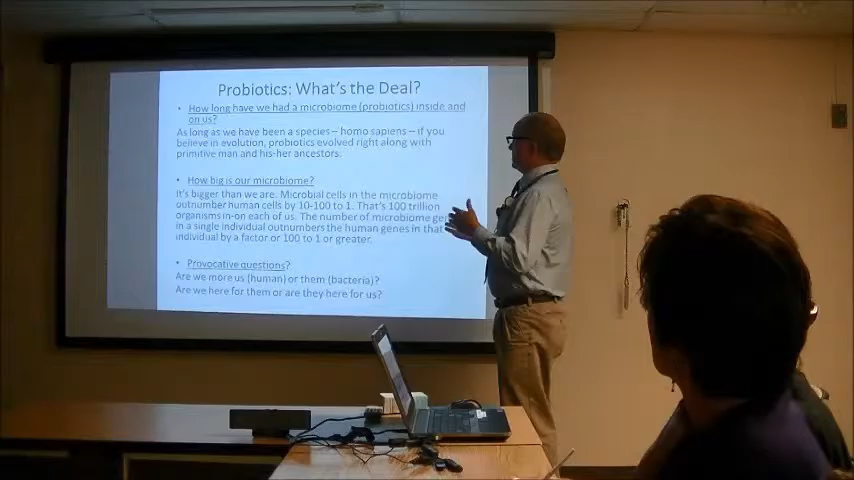 Probiotics: What's the Deal?
• How long have we had a microbiome (probiotics) inside and
on us?
As long as we have been a species – homo sapiens – if you
believe in evolution, probiotics evolved right along with
primitive man and his-her ancestors.
• How big is our microbiome?
It's bigger than we are. Microbial cells in the microbiome
outnumber human cells by 10-100 to 1. That's 100 trillion
organisms in-on each of us. The number of microbiome
in a single individual outnumbers the human genes in that
individual by a factor or 100 to 1 or greater.
• Provocative questions?
Are we more us (human) or them (bacteria)?
Are we here for them or are they here for us?